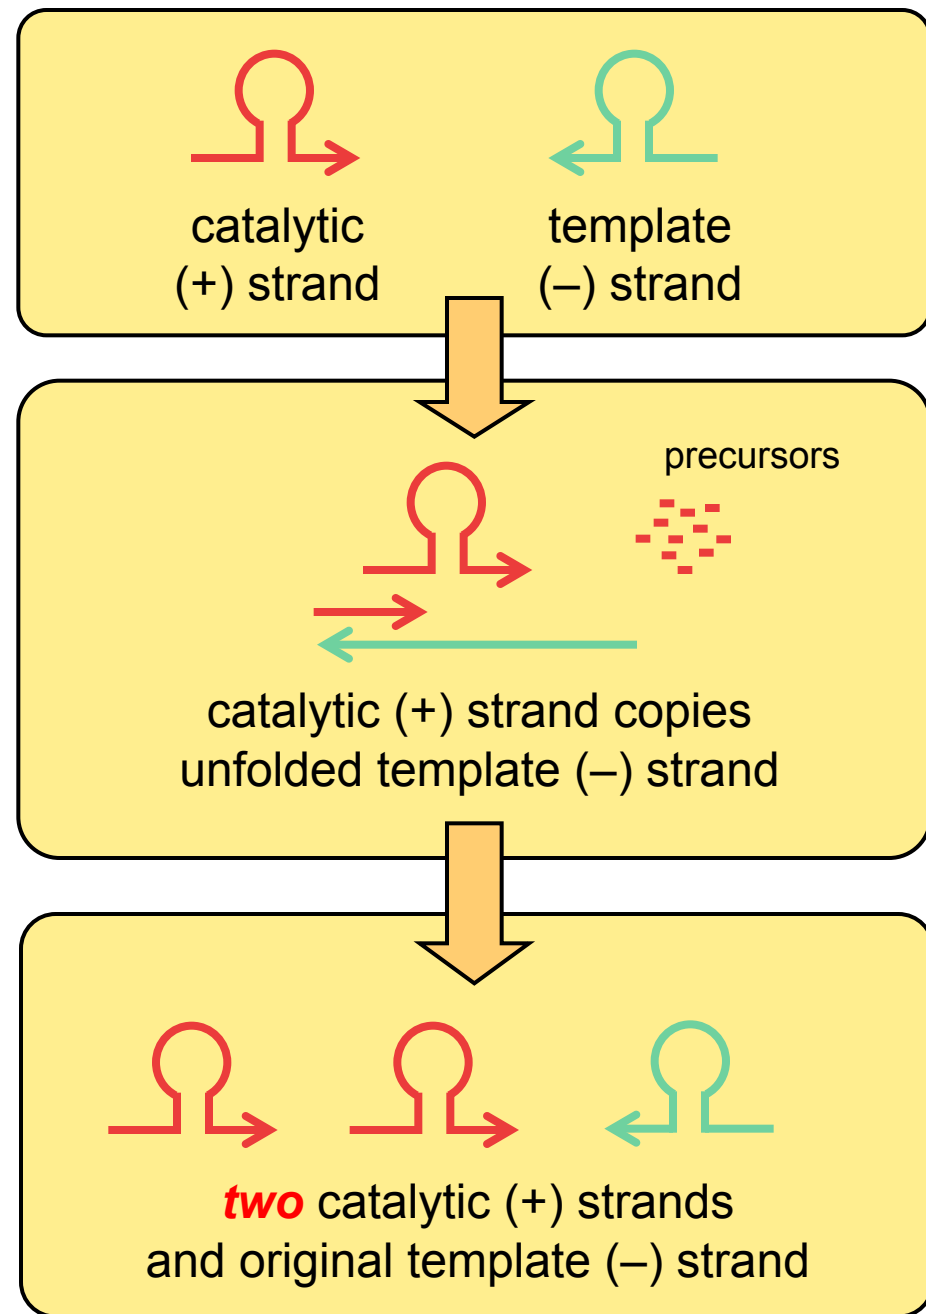 catalytic
(+) strand
template
(–) strand
precursors
catalytic (+) strand copies
unfolded template (–) strand
two catalytic (+) strands
and original template (–) strand